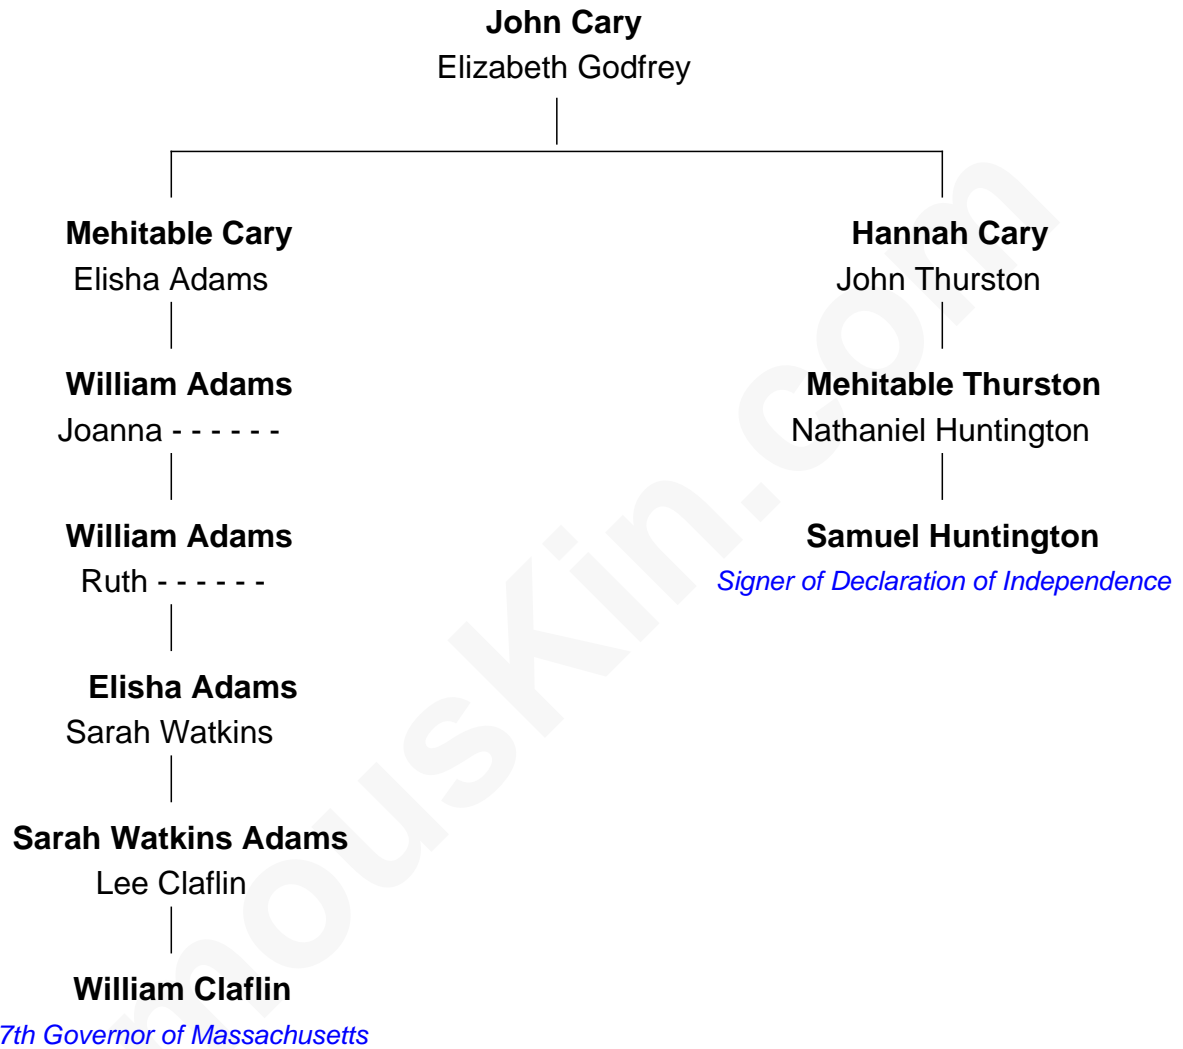 John Cary
Elizabeth Godfrey
Mehitable Cary
Elisha Adams
Hannah Cary
John Thurston
William Adams
Joanna - - - - - -
Mehitable Thurston
Nathaniel Huntington
William Adams
Ruth - - - - - -
Samuel Huntington
Signer of Declaration of Independence
Elisha Adams
Sarah Watkins
Sarah Watkins Adams
Lee Claflin
William Claflin
7th Governor of Massachusetts
mousKin.com